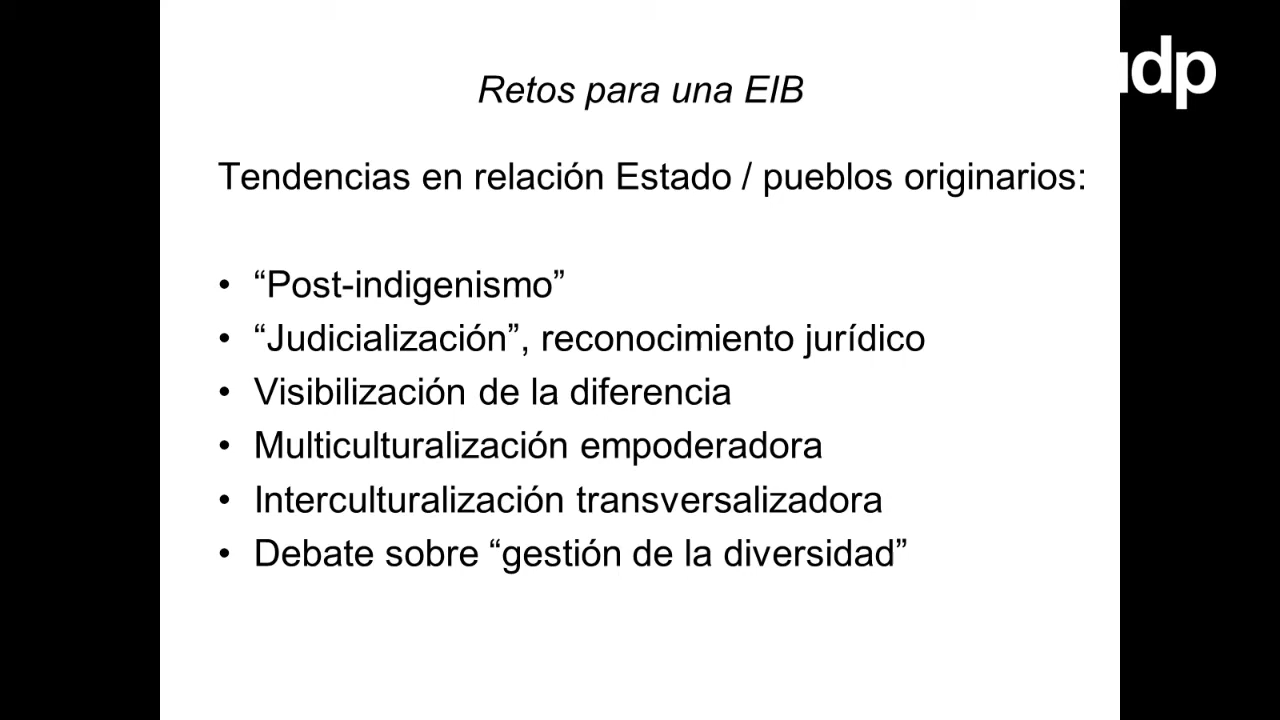 Retos para una EIB
Tendencias en relación Estado / pueblos originarios:
• “Post-indigenismo”
• “Judicialización”, reconocimiento jurídico
• Visibilización de la diferencia
• Multiculturalización empoderadora
• Interculturalización transversalizadora
• Debate sobre “gestión de la diversidad”